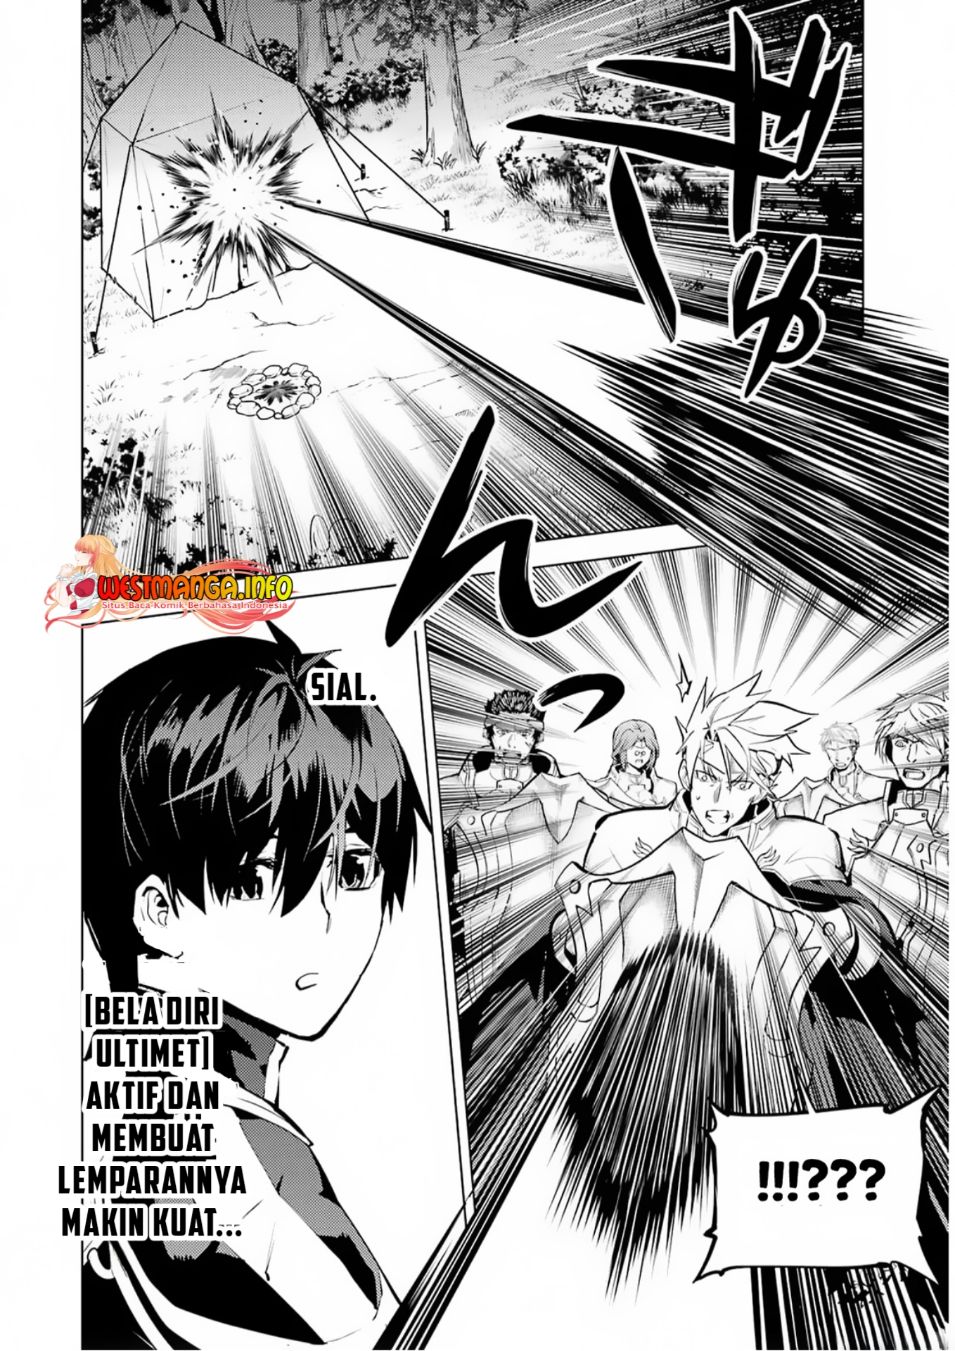 ぎゅ
んっ
WESTMANGA.INFO
Situs Baca Komik Berbahasa Indonesia
SIAL.
[BELA DIRI
ULTIMET]
AKTIF DAN
MEMBUAT
LEMPARANNYA
MAKIN KUAT...
!!!???